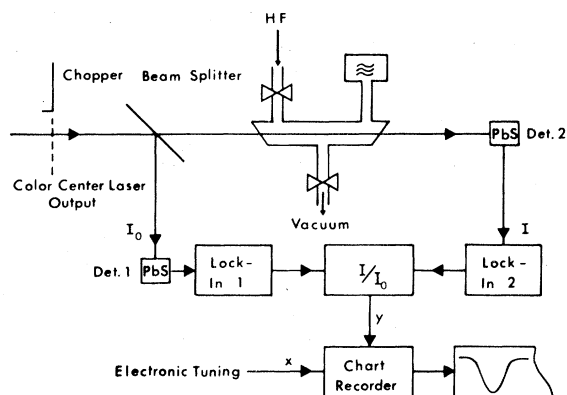 HF
Chopper
Beam Splitter
PbS
Det. 2
Color Center Laser
Output
Vacuum
I₀
I
Det. 1
PbS
Lock-
In 1
I/I₀
Lock-
In 2
y
Electronic Tuning
x
Chart
Recorder